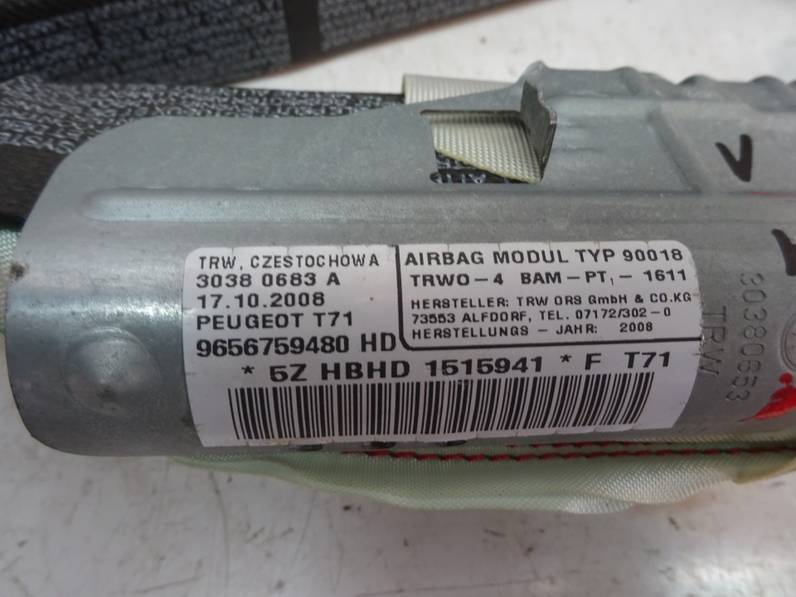 TRW, CZESTOCHOWA
3038 0683 A
17.10.2008
PEUGEOT T71
9656759480 HD
AIRBAG MODUL TYP 90018
TRWO-4 BAM-PT1-1611
HERSTELLER: TRW ORS GmbH & CO.KG
73553 ALFDORF, TEL. 07172/302-0
HERSTELLUNGS - JAHR: 2008
* 5Z HBHD 1515941 * F T71
V
30380653
TRW